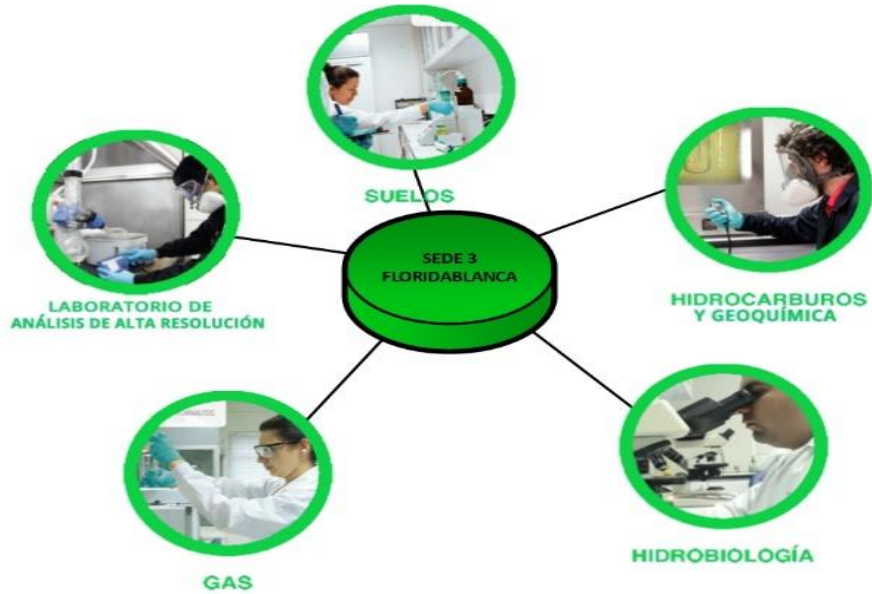 SUELOS
SEDE 3
FLORIDABLANCA
LABORATORIO DE
ANÁLISIS DE ALTA RESOLUCIÓN
HIDROCARBUROS
Y GEOQUÍMICA
GAS
HIDROBIOLOGÍA